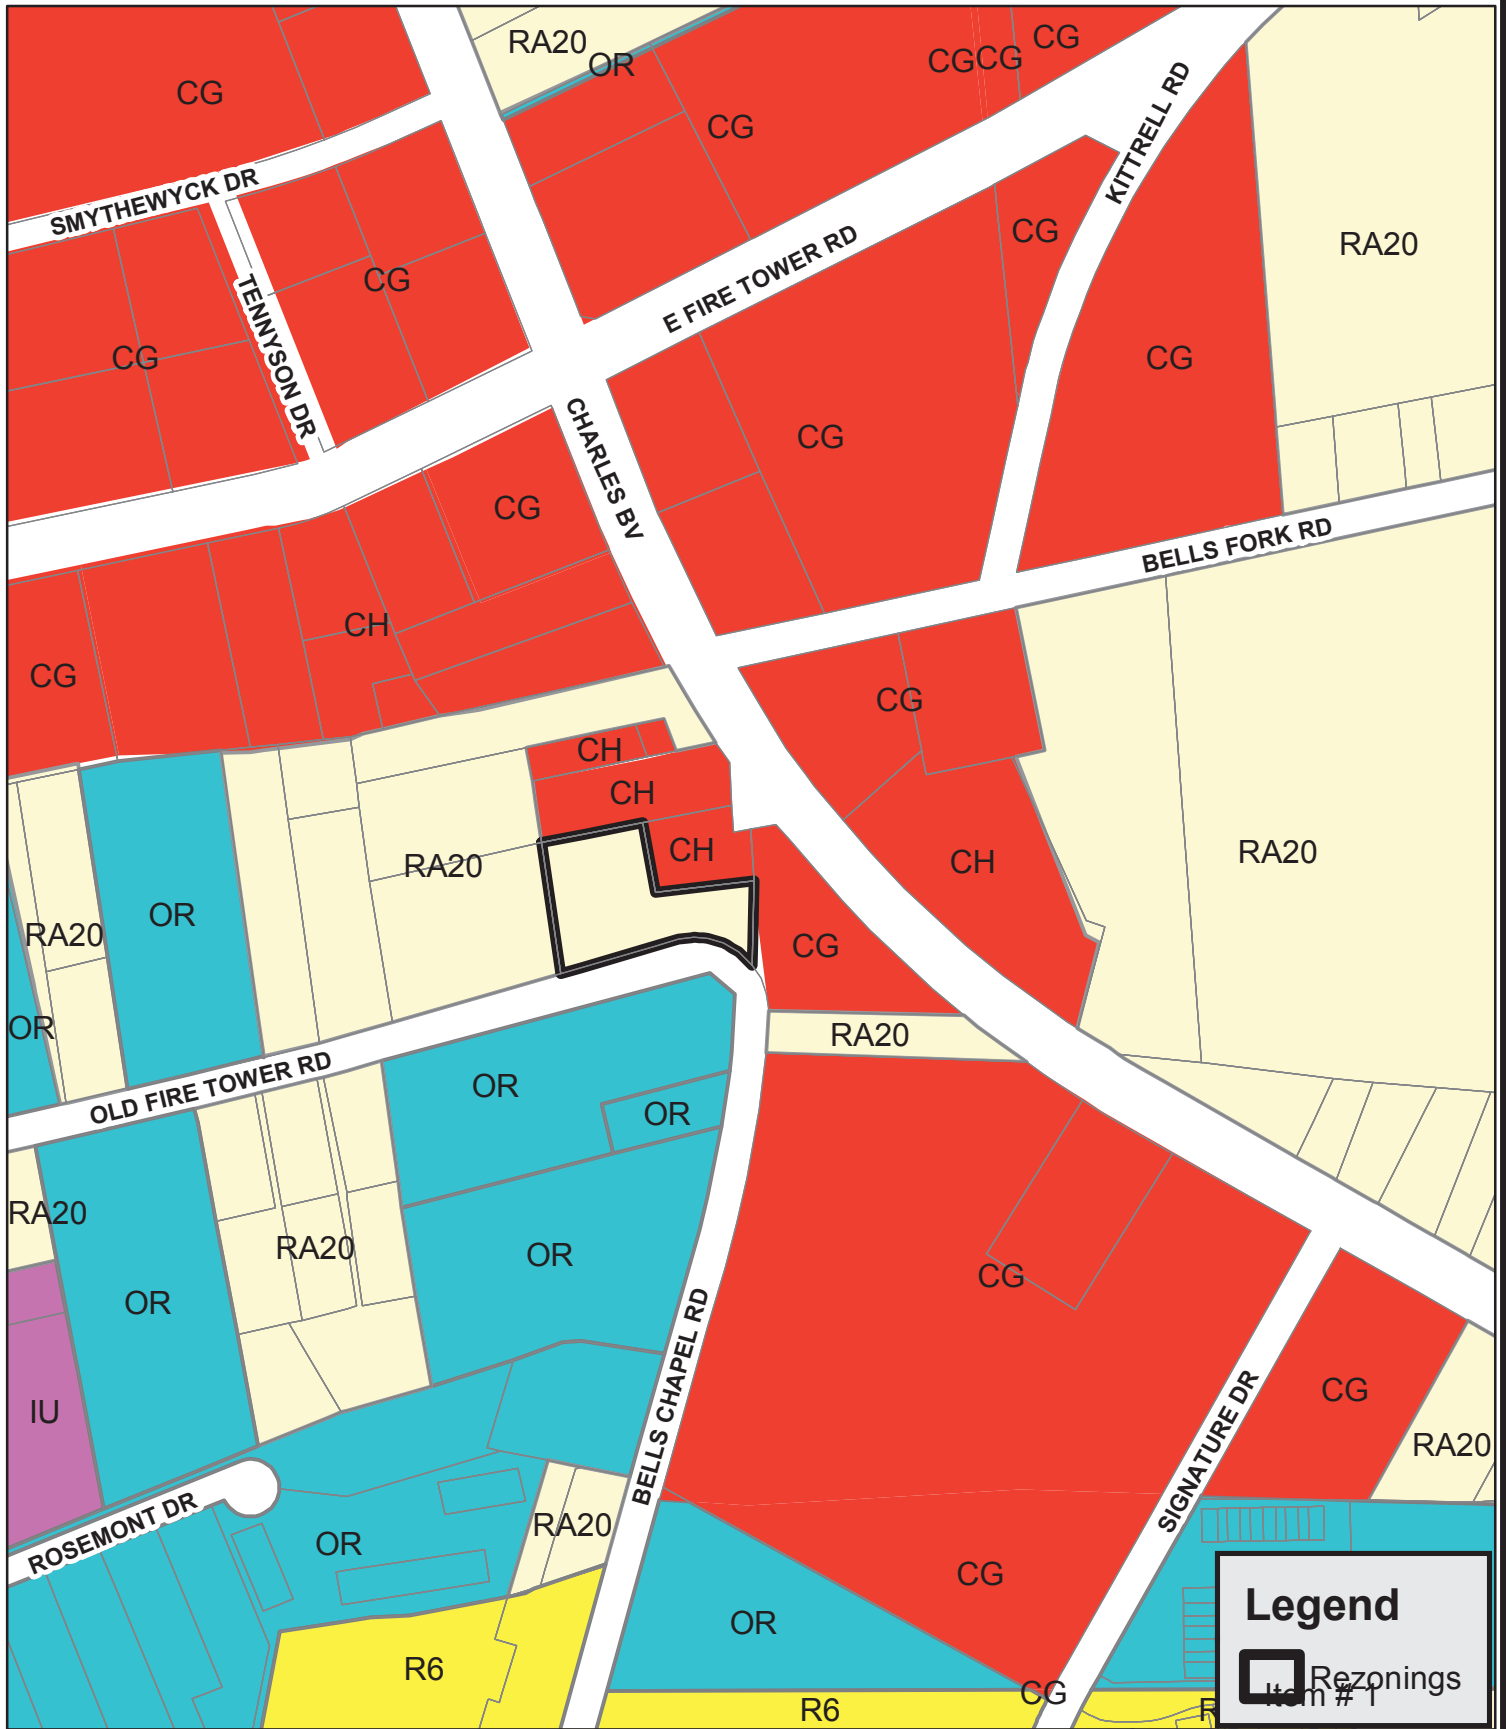 RA20
OR
CG
CGCG
CG
CG
KITTRELL RD
SMYTHEWYCK DR
CG
RA20
E FIRE TOWER RD
CG
TENNYSON DR
CG
CG
CHARLES BV
CG
CG
BELLS FORK RD
CH
CG
CG
CH
CH
CH
RA20
RA20
CH
OR
RA20
CG
OR
RA20
OLD FIRE TOWER RD
OR
OR
RA20
RA20
OR
CG
OR
BELLS CHAPEL RD
IU
CG
SIGNATURE DR
RA20
ROSEMONT DR
RA20
OR
CG
OR
R6
CG
R6
R
Legend
Rezonings
Item # 1